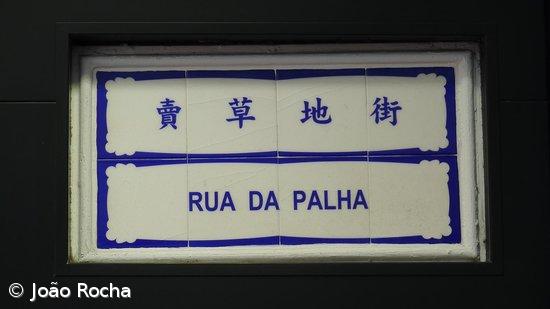 賣草地街
RUA DA PALHA
© João Rocha